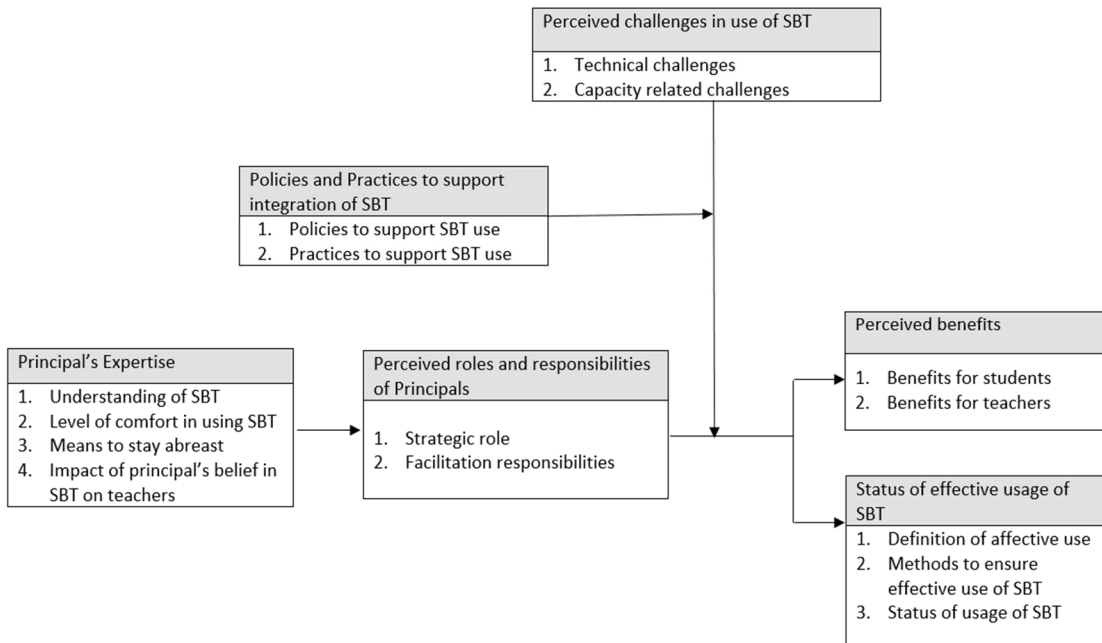 Perceived challenges in use of SBT
1. Technical challenges
2. Capacity related challenges
Policies and Practices to support
integration of SBT
1. Policies to support SBT use
2. Practices to support SBT use
Principal's Expertise
1. Understanding of SBT
2. Level of comfort in using SBT
3. Means to stay abreast
4. Impact of principal's belief in
SBT on teachers
Perceived roles and responsibilities
of Principals
1. Strategic role
2. Facilitation responsibilities
Perceived benefits
1. Benefits for students
2. Benefits for teachers
Status of effective usage of
SBT
1. Definition of affective use
2. Methods to ensure
effective use of SBT
3. Status of usage of SBT